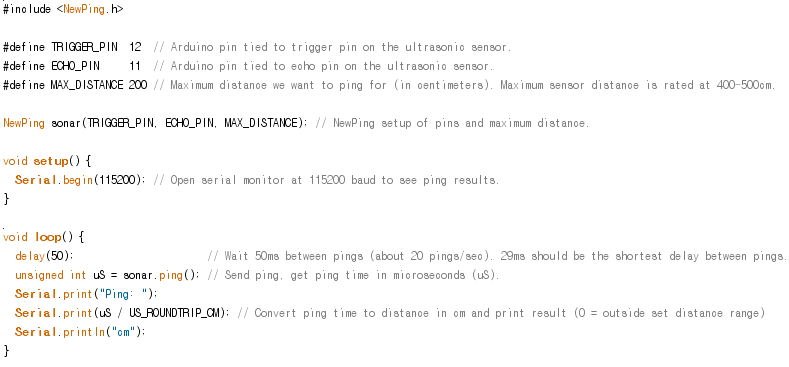 #include <NewPing.h>
#define TRIGGER_PIN  12  // Arduino pin tied to trigger pin on the ultrasonic sensor.
#define ECHO_PIN     11  // Arduino pin tied to echo pin on the ultrasonic sensor.
#define MAX_DISTANCE 200 // Maximum distance we want to ping for (in centimeters). Maximum sensor distance is rated at 400-500cm.
NewPing sonar(TRIGGER_PIN, ECHO_PIN, MAX_DISTANCE); // NewPing setup of pins and maximum distance.
void setup() {
  Serial.begin(115200); // Open serial monitor at 115200 baud to see ping results.
}
void loop() {
  delay(50);                      // Wait 50ms between pings (about 20 pings/sec). 29ms should be the shortest delay between pings.
  unsigned int uS = sonar.ping(); // Send ping, get ping time in microseconds (uS).
  Serial.print("Ping: ");
  Serial.print(uS / US_ROUNDTRIP_CM); // Convert ping time to distance in cm and print result (0 = outside set distance range)
  Serial.println("cm");
}